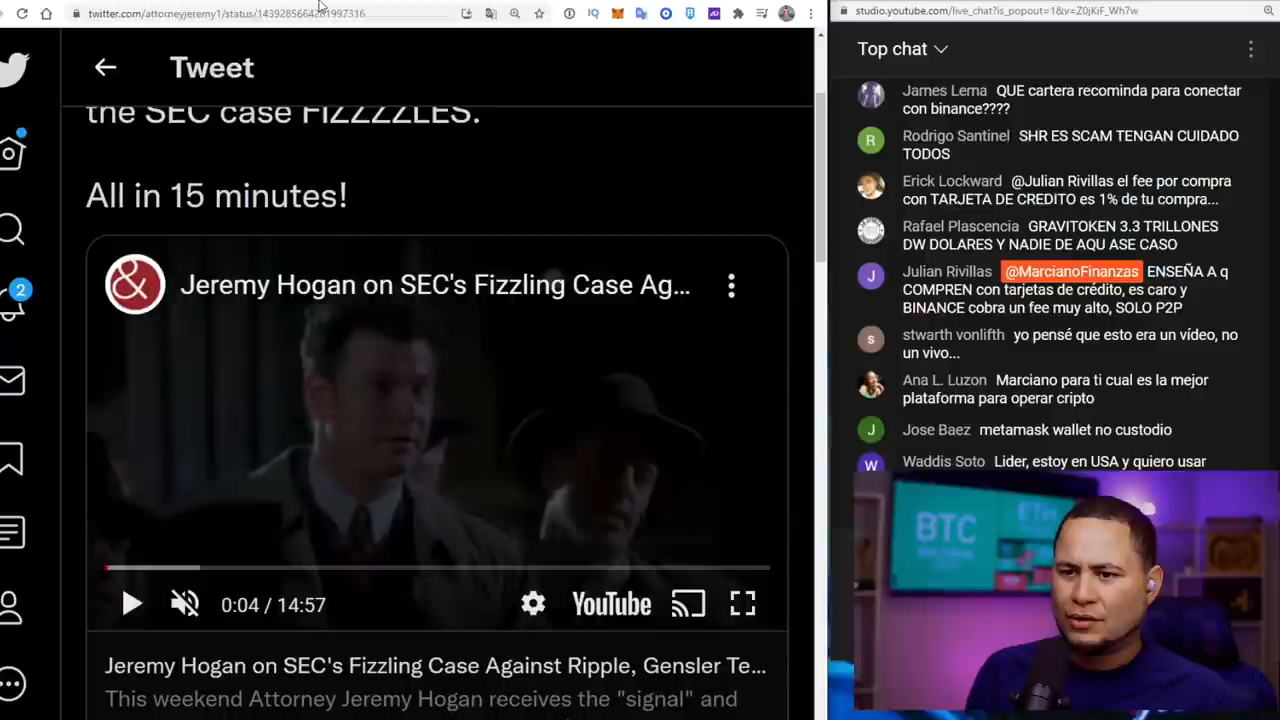 twitter.com/attorneyjeremy1/status/1439285664281997316
Tweet
the SEC case FIZZZZLES.
All in 15 minutes!
&
Jeremy Hogan on SEC's Fizzling Case Ag...
2
0:04 / 14:57
YouTube
Jeremy Hogan on SEC's Fizzling Case Against Ripple, Gensler Te...
This weekend Attorney Jeremy Hogan receives the "signal" and
studio.youtube.com/live_chat?is_popout=1&v=Z0jKiF_Wh7w
Top chat
James Lerna QUE cartera recominda para conectar
con binance????
R
Rodrigo Santinel SHR ES SCAM TENGAN CUIDADO
TODOS
Erick Lockward @Julian Rivillas el fee por compra
con TARJETA DE CREDITO es 1% de tu compra...
Rafael Plascencia GRAVITOKEN 3.3 TRILLONES
DW DOLARES Y NADIE DE AQU ASE CASO
J
Julian Rivillas @MarcianoFinanzas ENSEÑA A q
COMPREN con tarjetas de crédito, es caro y
BINANCE cobra un fee muy alto, SOLO P2P
s
stwarth vonlifth yo pensé que esto era un vídeo, no
un vivo...
Ana L. Luzon Marciano para ti cual es la mejor
plataforma para operar cripto
J
Jose Baez metamask wallet no custodio
W
Waddis Soto Lider, estoy en USA y quiero usar
BTC
ETH